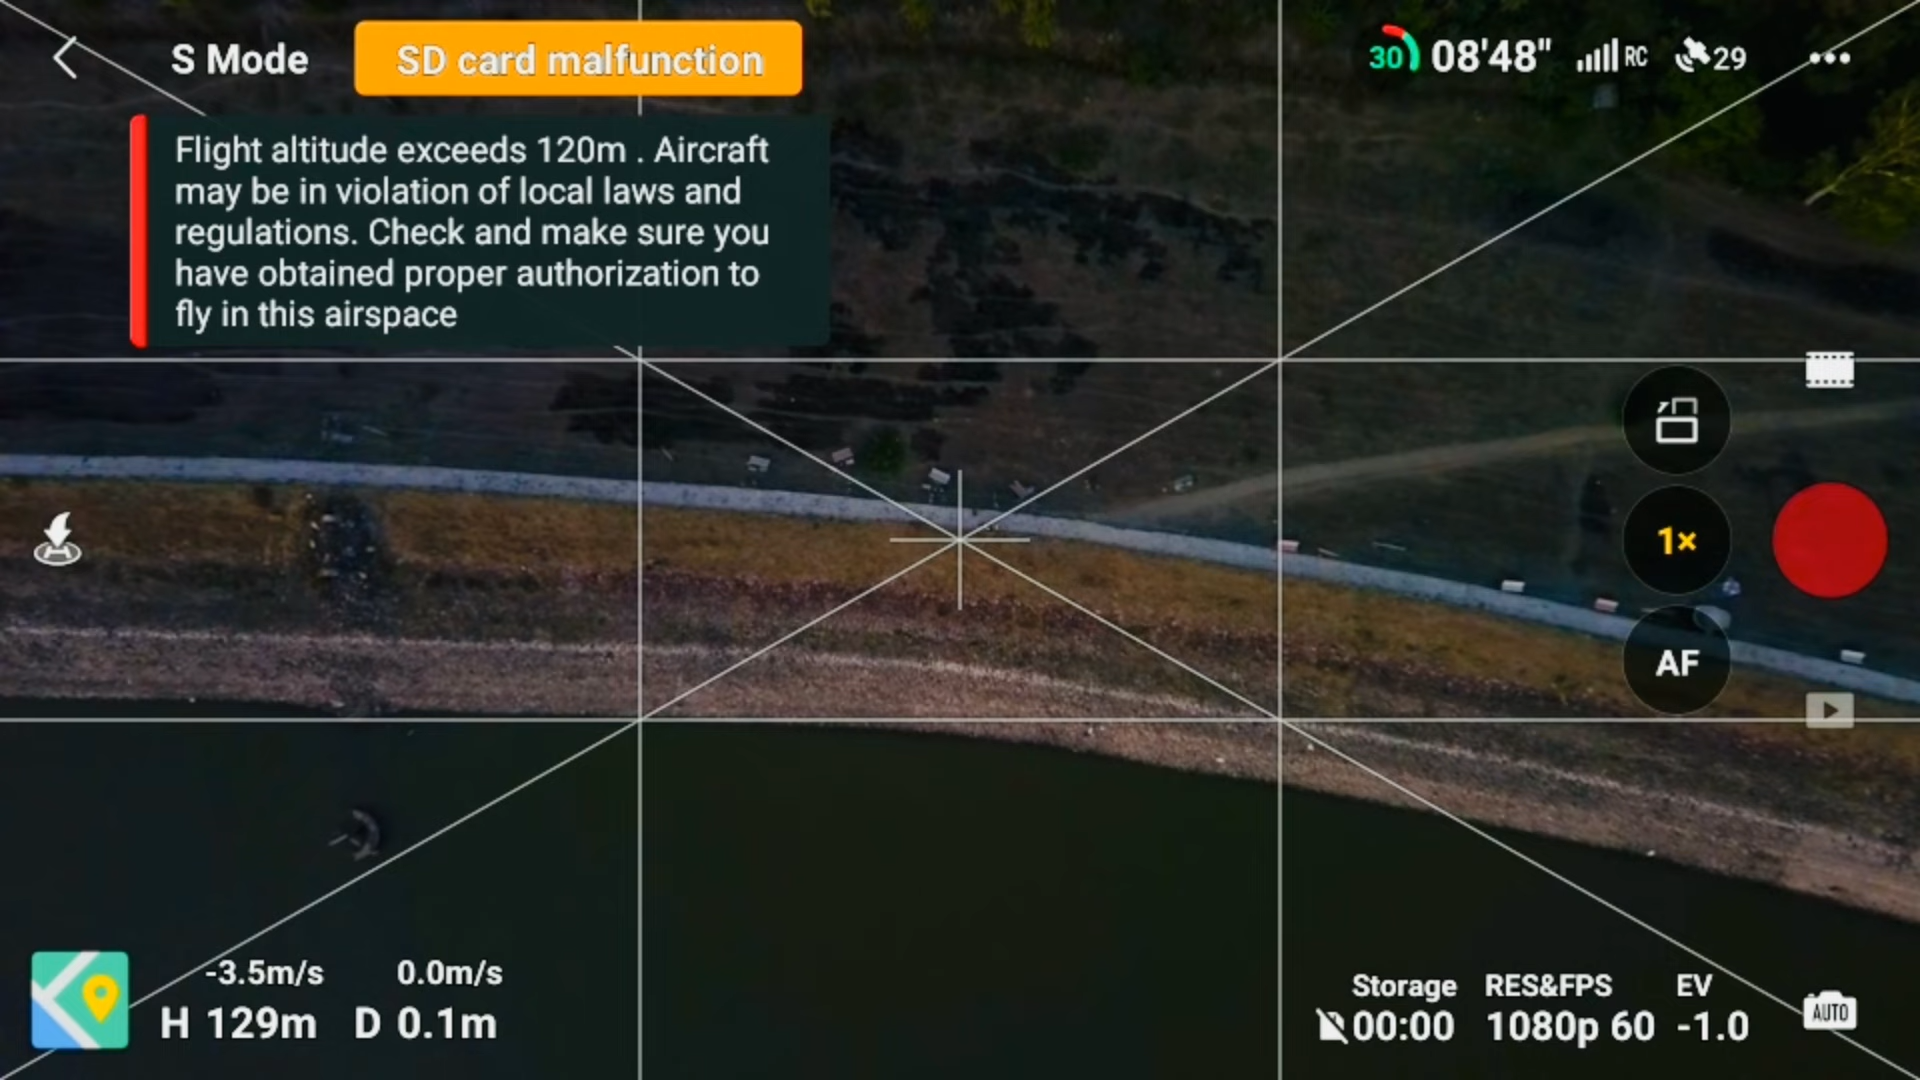 S Mode
SD card malfunction
30 08'48" RC 29
Flight altitude exceeds 120m . Aircraft
may be in violation of local laws and
regulations. Check and make sure you
have obtained proper authorization to
fly in this airspace
1×
AF
-3.5m/s 0.0m/s
H 129m D 0.1m
Storage RES&FPS EV
00:00 1080p 60 -1.0
AUTO